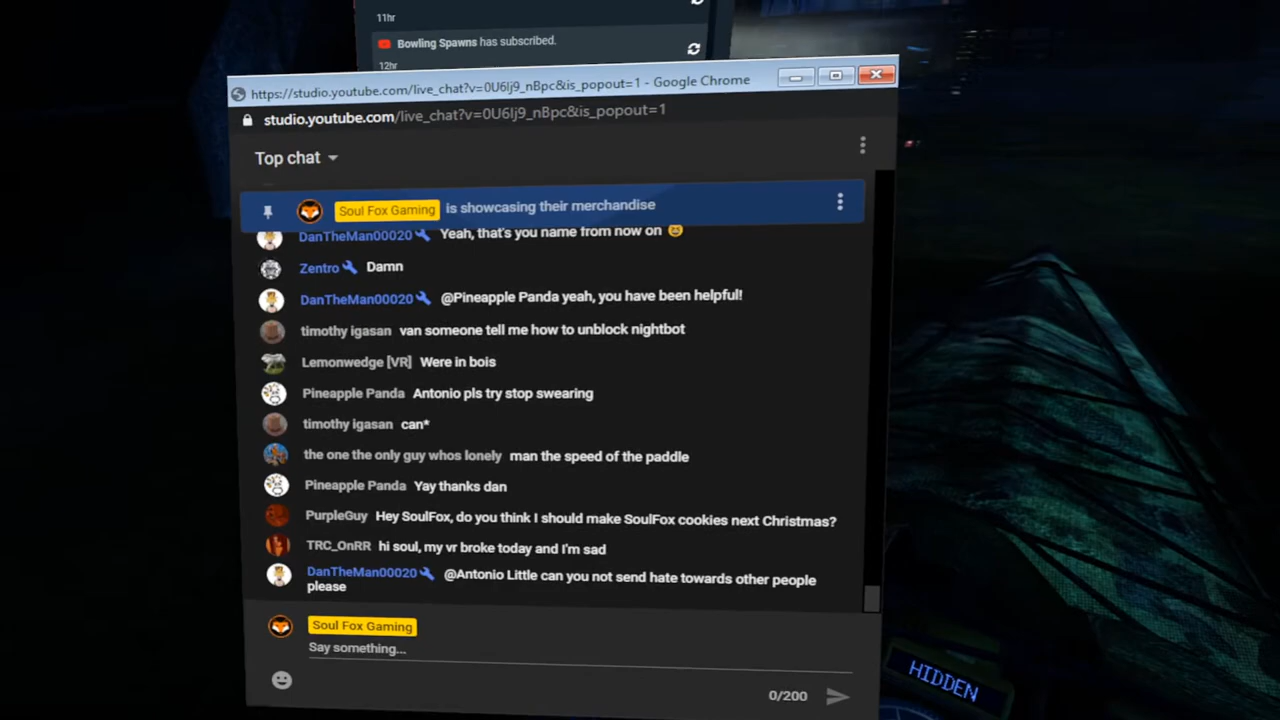 11hr
Bowling Spawns has subscribed.
12hr
https://studio.youtube.com/live_chat?v=0U6Ij9_nBpc&is_popout=1 - Google Chrome
studio.youtube.com/live_chat?v=0U6Ij9_nBpc&is_popout=1
Top chat
Soul Fox Gaming is showcasing their merchandise
DanTheMan00020 Yeah, that's you name from now on 😆
Zentro Damn
DanTheMan00020 @Pineapple Panda yeah, you have been helpful!
timothy igasan van someone tell me how to unblock nightbot
Lemonwedge [VR] Were in bois
Pineapple Panda Antonio pls try stop swearing
timothy igasan can*
the one the only guy whos lonely man the speed of the paddle
Pineapple Panda Yay thanks dan
PurpleGuy Hey SoulFox, do you think I should make SoulFox cookies next Christmas?
TRC_OnRR hi soul, my vr broke today and I'm sad
DanTheMan00020 @Antonio Little can you not send hate towards other people
please
Soul Fox Gaming
Say something...
0/200
HIDDEN